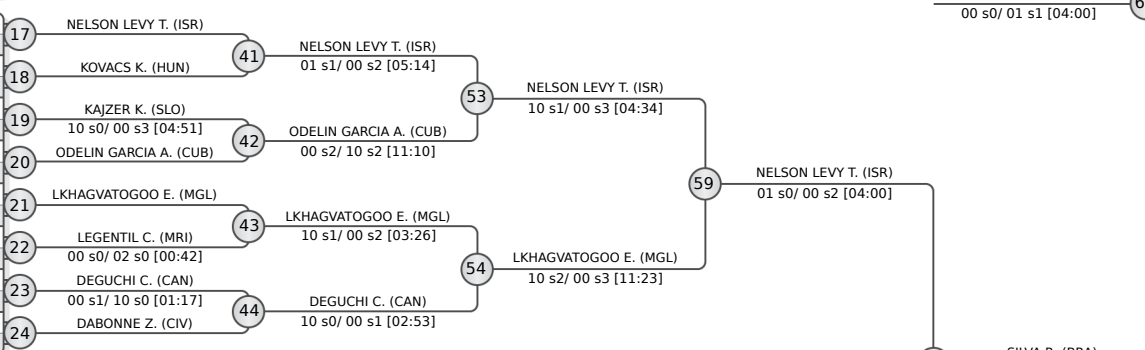 00 s0/ 01 s1 [04:00]
17
NELSON LEVY T. (ISR)
18
KOVACS K. (HUN)
41
NELSON LEVY T. (ISR)
01 s1/ 00 s2 [05:14]
19
KAJZER K. (SLO)
10 s0/ 00 s3 [04:51]
20
ODELIN GARCIA A. (CUB)
42
ODELIN GARCIA A. (CUB)
00 s2/ 10 s2 [11:10]
53
NELSON LEVY T. (ISR)
10 s1/ 00 s3 [04:34]
21
LKHAGVATOGOO E. (MGL)
22
LEGENTIL C. (MRI)
00 s0/ 02 s0 [00:42]
43
LKHAGVATOGOO E. (MGL)
10 s1/ 00 s2 [03:26]
23
DEGUCHI C. (CAN)
00 s1/ 10 s0 [01:17]
24
DABONNE Z. (CIV)
44
DEGUCHI C. (CAN)
10 s0/ 00 s1 [02:53]
54
LKHAGVATOGOO E. (MGL)
10 s2/ 00 s3 [11:23]
59
NELSON LEVY T. (ISR)
01 s0/ 00 s2 [04:00]